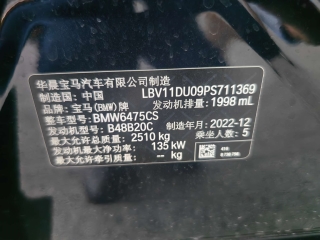 华晨宝马汽车有限公司
制造国：中国 LBV11DU09PS711369
品牌：宝马(BMW)牌 发动机排量：1998 mL
整车型号：BMW6475CS
发动机型号：B48B20C 制造年月：2022-12
最大允许总质量：2510 kg 乘坐人数：5
发动机最大净功率：135 kW
最大允许牵引质量：-- kg